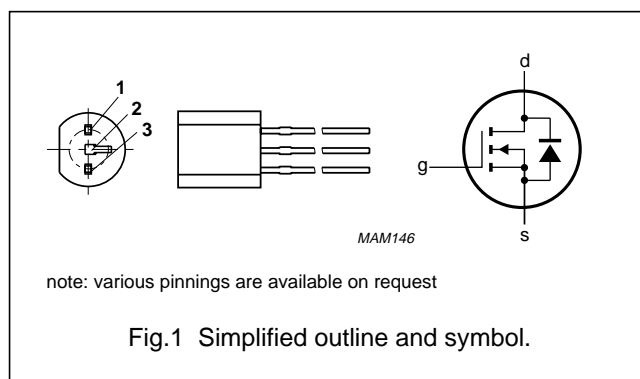 1
2
3
d
g
s
MAM146
note: various pinnings are available on request
Fig.1 Simplified outline and symbol.